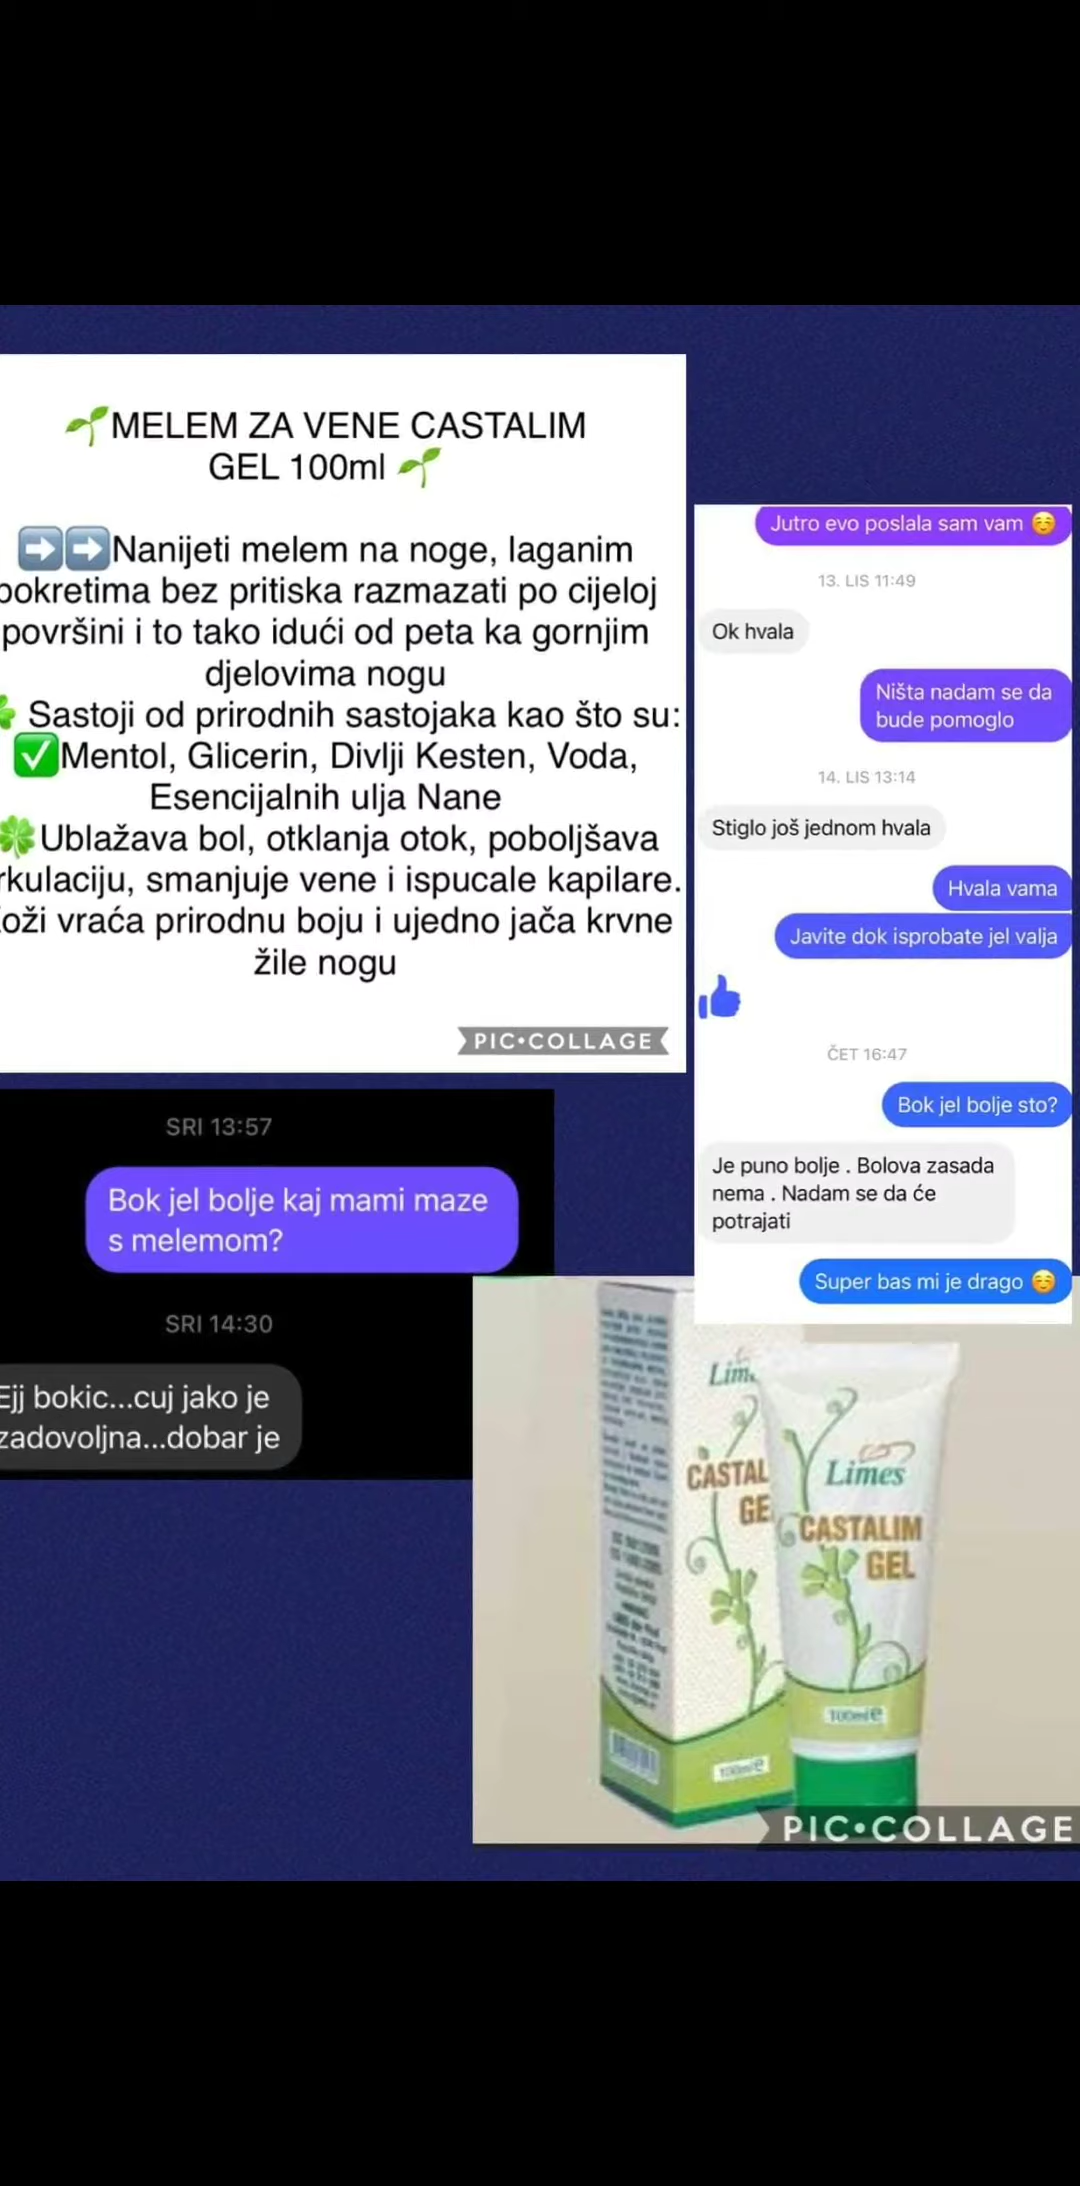 🌱MELEM ZA VENE CASTALIM
GEL 100ml 🌱
➡️➡️Nanijeti melem na noge, laganim
pokretima bez pritiska razmazati po cijeloj
površini i to tako idući od peta ka gornjim
djelovima nogu
🍀 Sastoji od prirodnih sastojaka kao što su:
✅Mentol, Glicerin, Divlji Kesten, Voda,
Esencijalnih ulja Nane
🍀Ublažava bol, otklanja otok, poboljšava
rkulaciju, smanjuje vene i ispucale kapilare.
oži vraća prirodnu boju i ujedno jača krvne
žile nogu
PIC•COLLAGE
Jutro evo poslala sam vam ☺️
13. LIS 11:49
Ok hvala
Ništa nadam se da
bude pomoglo
14. LIS 13:14
Stiglo još jednom hvala
Hvala vama
Javite dok isprobate jel valja
ČET 16:47
Bok jel bolje sto?
Je puno bolje . Bolova zasada
nema . Nadam se da će
potrajati
Super bas mi je drago ☺️
SRI 13:57
Bok jel bolje kaj mami maze
s melemom?
SRI 14:30
Ejj bokic...cuj jako je
zadovoljna...dobar je
Lime
CASTAL
GE
100ml e
Limes
CASTALIM
GEL
100ml e
PIC•COLLAGE